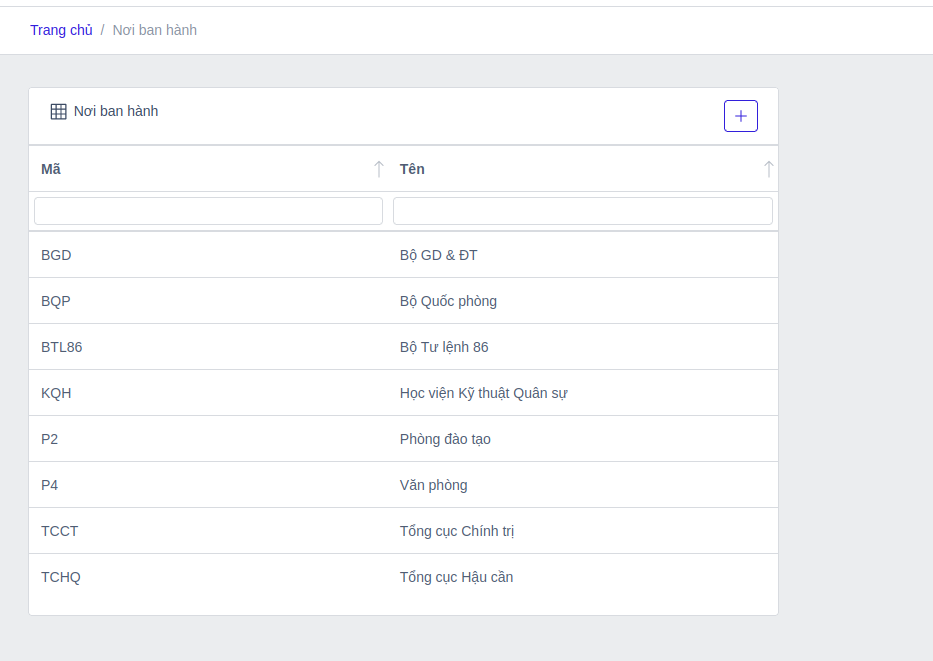 Trang chủ / Nơi ban hành
Nơi ban hành
Mã Tên
BGD Bộ GD & ĐT
BQP Bộ Quốc phòng
BTL86 Bộ Tư lệnh 86
KQH Học viện Kỹ thuật Quân sự
P2 Phòng đào tạo
P4 Văn phòng
TCCT Tổng cục Chính trị
TCHQ Tổng cục Hậu cần